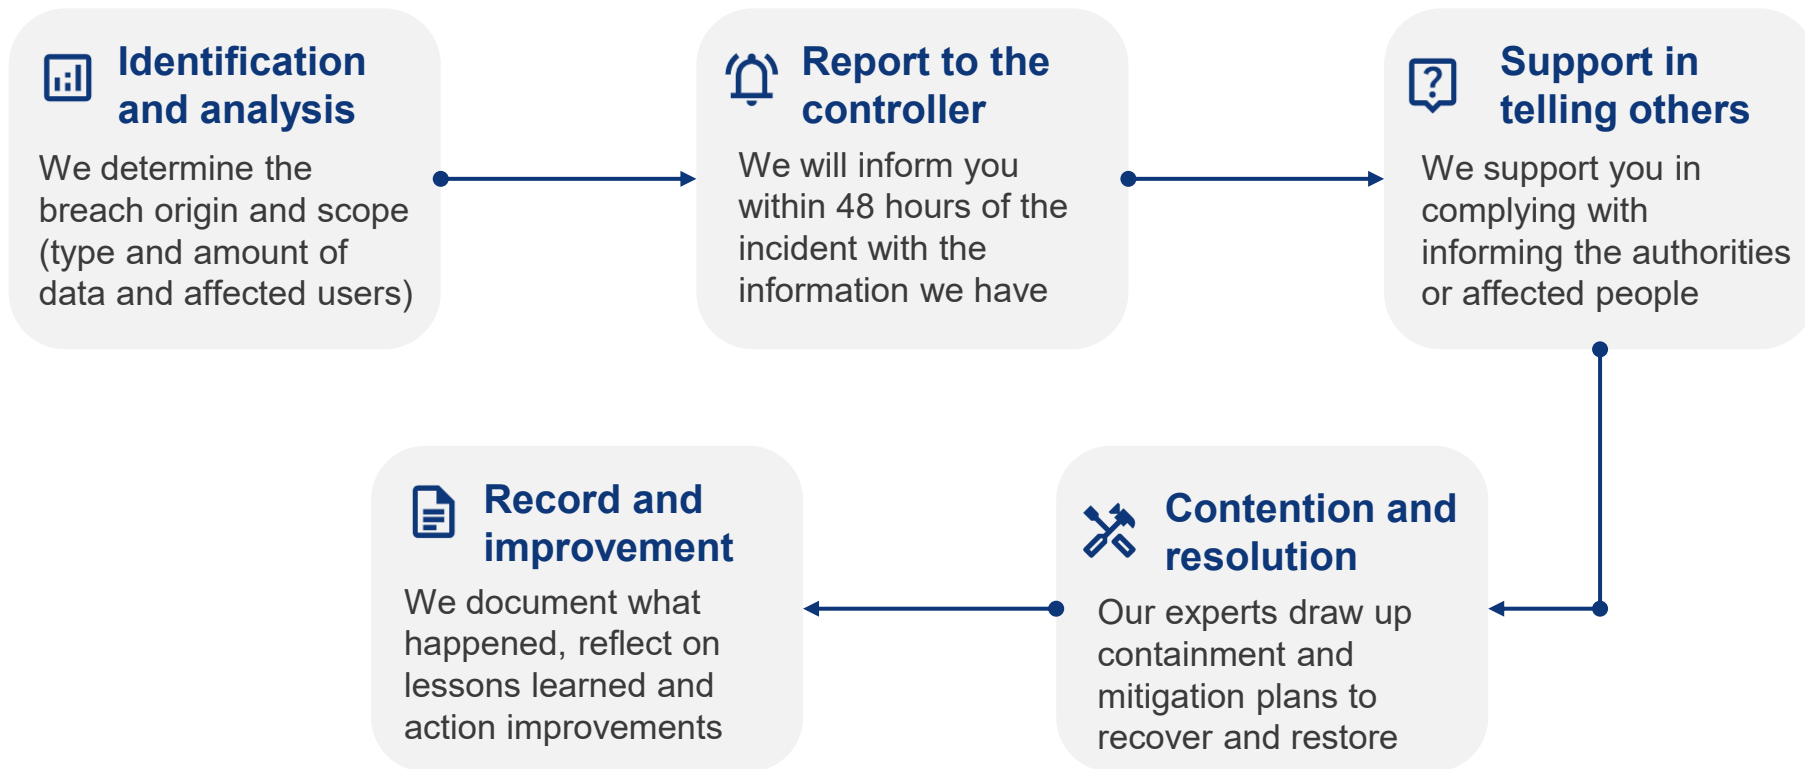 Identification
and analysis
We determine the
breach origin and scope
(type and amount of
data and affected users)
Report to the
controller
We will inform you
within 48 hours of the
incident with the
information we have
Support in
telling others
We support you in
complying with
informing the authorities
or affected people
Contention and
resolution
Our experts draw up
containment and
mitigation plans to
recover and restore
Record and
improvement
We document what
happened, reflect on
lessons learned and
action improvements